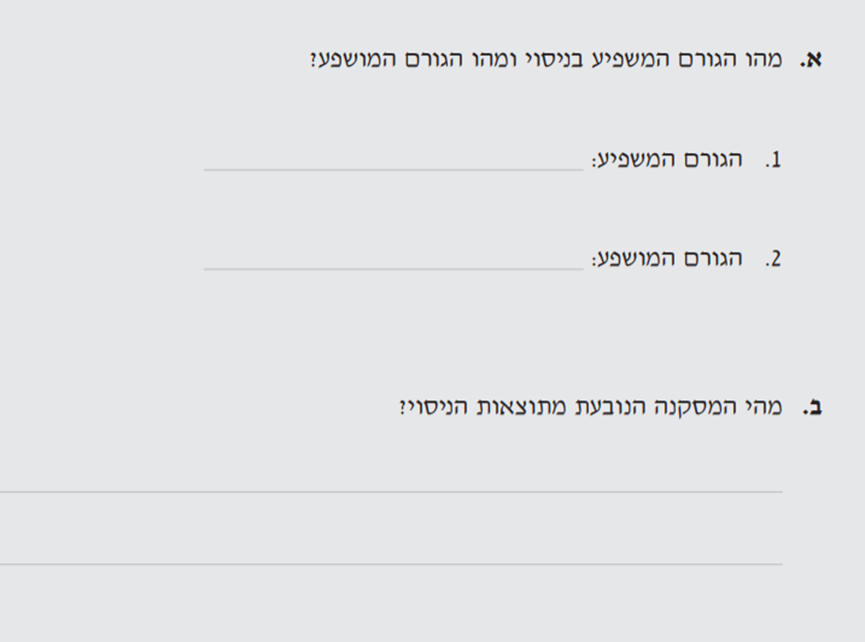 א. מהו הגורם המשפיע בניסוי ומהו הגורם המושפע?
1. הגורם המשפיע:
2. הגורם המושפע:
ב. מהי המסקנה הנובעת מתוצאות הניסוי?